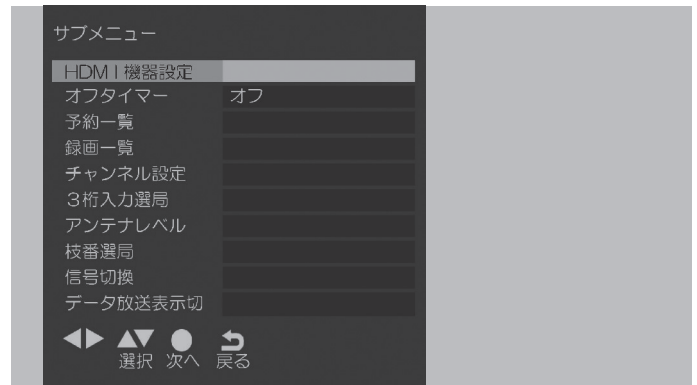 サブメニュー
HDMI機器設定
オフタイマー オフ
予約一覧
録画一覧
チャンネル設定
3桁入力選局
アンテナレベル
枝番選局
信号切換
データ放送表示切
選択 次へ 戻る